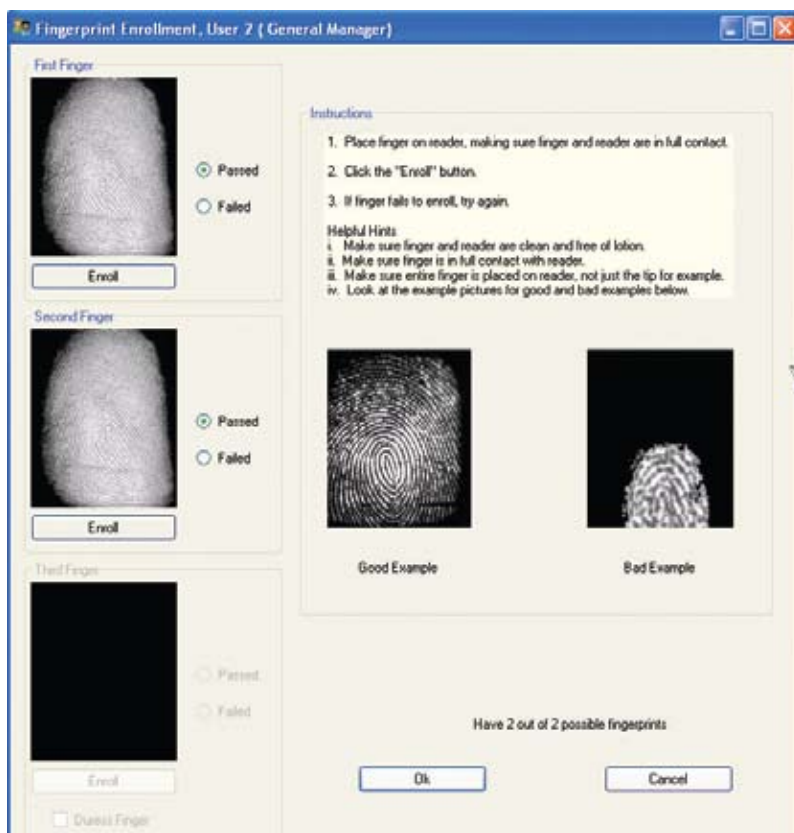 Fingerprint Enrollment, User 2 ( General Manager)
First Finger
Passed
Failed
Enroll
Second Finger
Passed
Failed
Enroll
Third Finger
Passed
Failed
Enroll
Duress Finger
Instructions
1. Place finger on reader, making sure finger and reader are in full contact.
2. Click the "Enroll" button.
3. If finger fails to enroll, try again.
Helpful Hints
i. Make sure finger and reader are clean and free of lotion.
ii. Make sure finger is in full contact with reader.
iii. Make sure entire finger is placed on reader, not just the tip for example.
iv. Look at the example pictures for good and bad examples below.
Good Example
Bad Example
Have 2 out of 2 possible fingerprints
Ok
Cancel